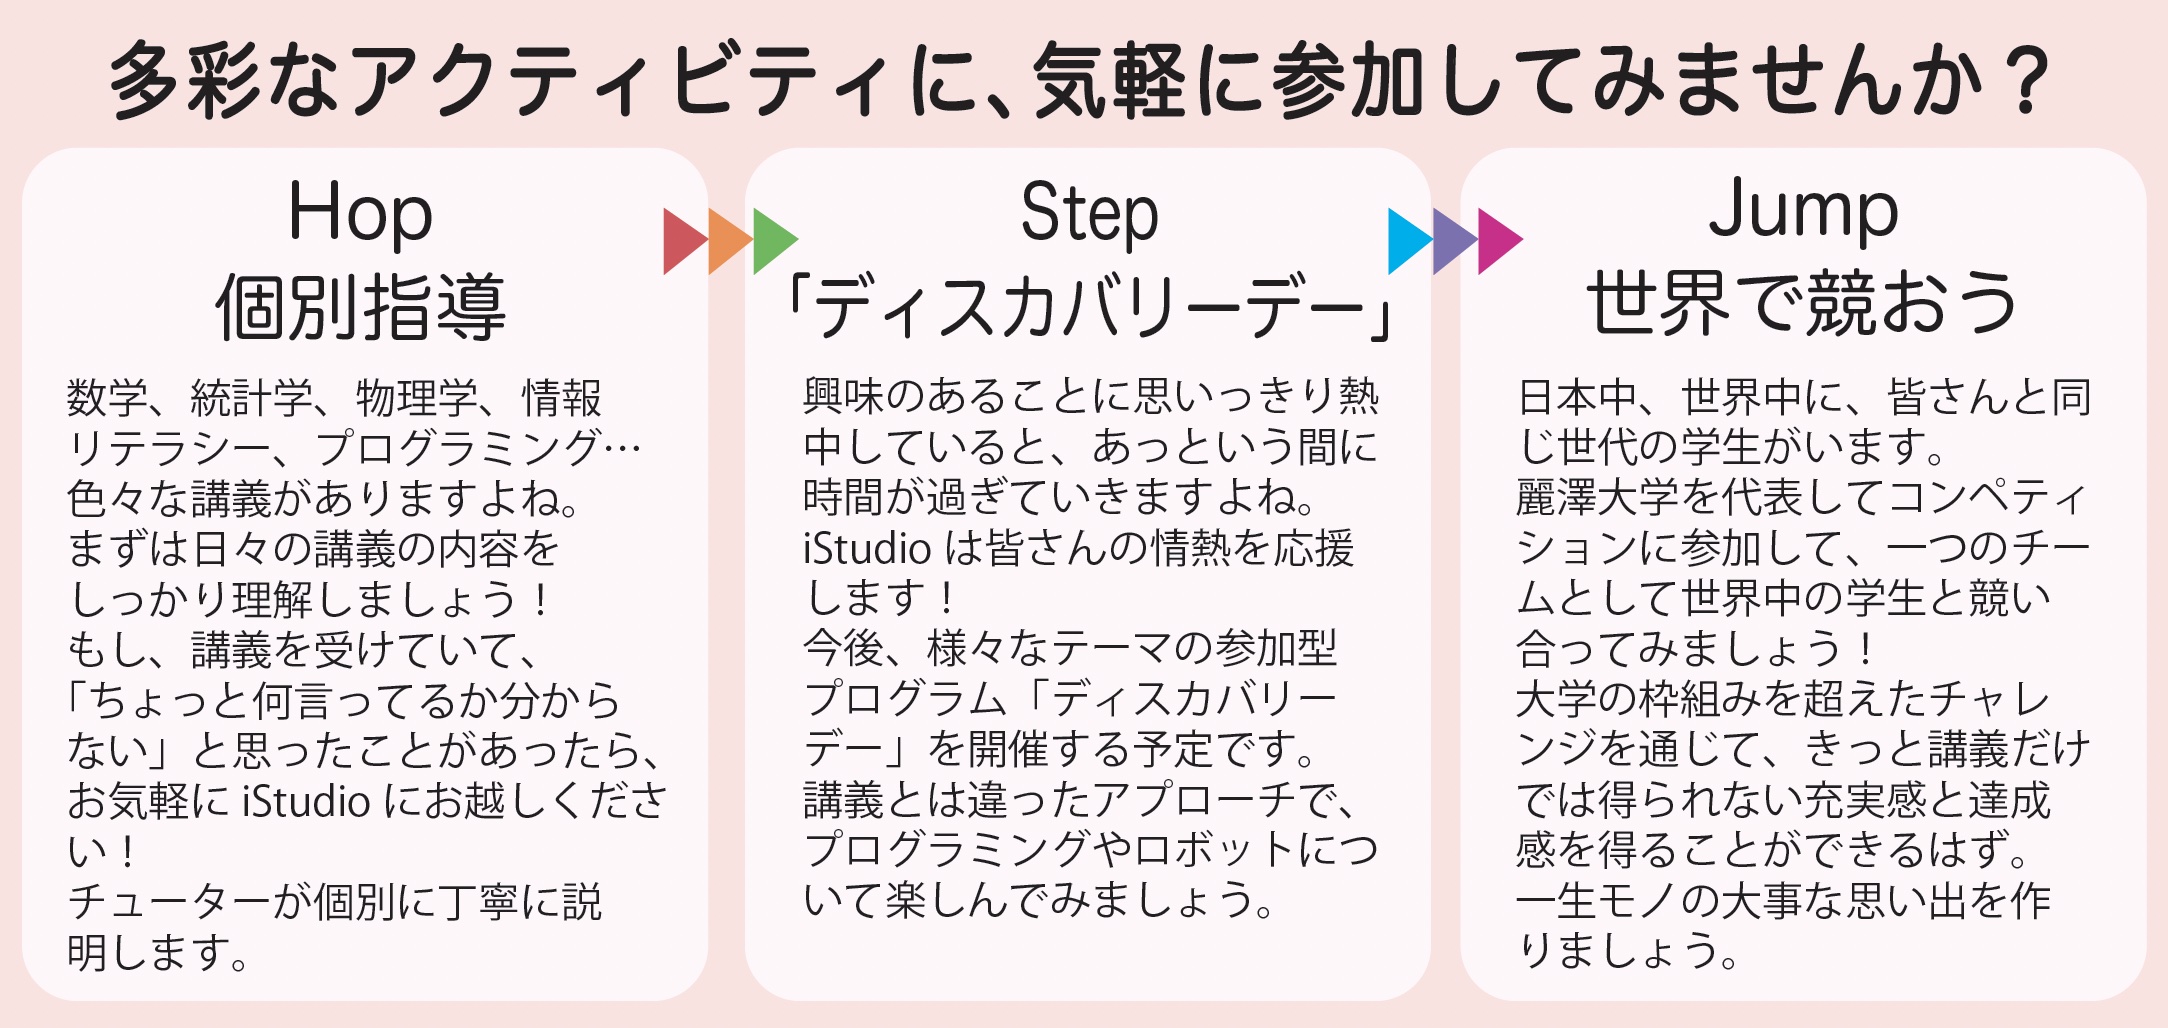 多彩なアクティビティに、気軽に参加してみませんか？
Hop
個別指導
数学、統計学、物理学、情報
リテラシー、プログラミング…
色々な講義がありますよね。
まずは日々の講義の内容を
しっかり理解しましょう！
もし、講義を受けていて、
「ちょっと何言ってるか分から
ない」と思ったことがあったら、
お気軽に iStudio にお越しくださ
い！
チューターが個別に丁寧に説
明します。
Step
「ディスカバリーデー」
興味のあることに思いっきり熱
中していると、あっという間に
時間が過ぎていきますよね。
iStudio は皆さんの情熱を応援
します！
今後、様々なテーマの参加型
プログラム「ディスカバリー
デー」を開催する予定です。
講義とは違ったアプローチで、
プログラミングやロボットにつ
いて楽しんでみましょう。
Jump
世界で競おう
日本中、世界中に、皆さんと同
じ世代の学生がいます。
麗澤大学を代表してコンペティ
ションに参加して、一つのチー
ムとして世界中の学生と競い
合ってみましょう！
大学の枠組みを超えたチャレ
ンジを通じて、きっと講義だけ
では得られない充実感と達成
感を得ることができるはず。
一生モノの大事な思い出を作
りましょう。